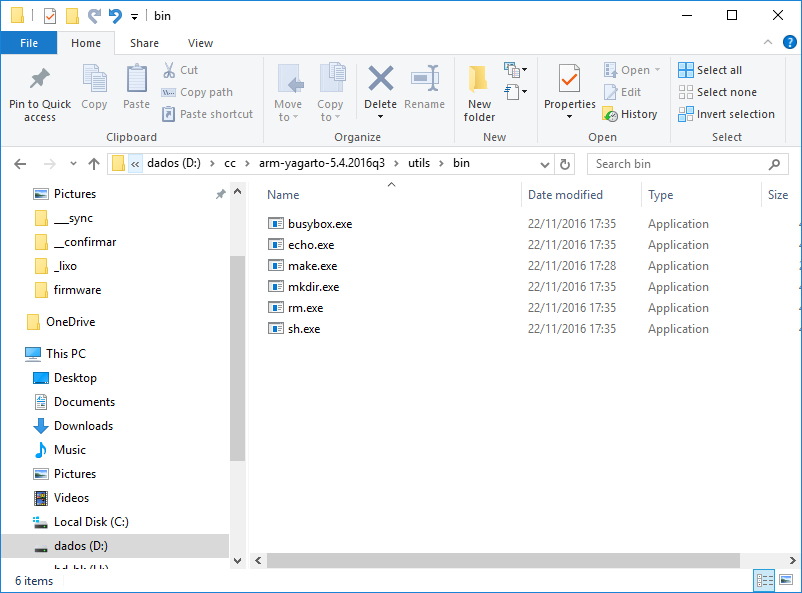 bin
File Home Share View
Pin to Quick access
Copy
Paste
Cut
Copy path
Paste shortcut
Clipboard
Move to
Copy to
Delete
Rename
Organize
New folder
New
Properties
Open
Edit
History
Open
Select all
Select none
Invert selection
Select
« dados (D:) › cc › arm-yagarto-5.4.2016q3 › utils › bin
Search bin
Pictures
___sync
__confirmar
_lixo
firmware
OneDrive
This PC
Desktop
Documents
Downloads
Music
Pictures
Videos
Local Disk (C:)
dados (D:)
Name Date modified Type Size
busybox.exe 22/11/2016 17:35 Application
echo.exe 22/11/2016 17:35 Application
make.exe 22/11/2016 17:28 Application
mkdir.exe 22/11/2016 17:35 Application
rm.exe 22/11/2016 17:35 Application
sh.exe 22/11/2016 17:35 Application
6 items